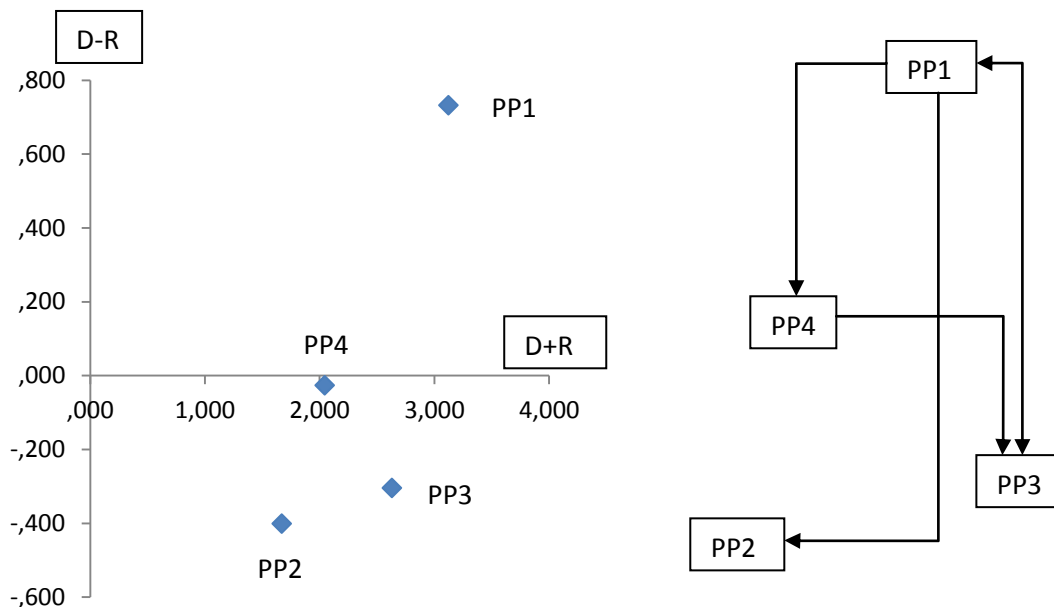 D-R
,800
,600
,400
,200
,000
-,200
-,400
-,600
,000
1,000
2,000
3,000
4,000
D+R
PP1
PP4
PP3
PP2
PP1
PP4
PP3
PP2